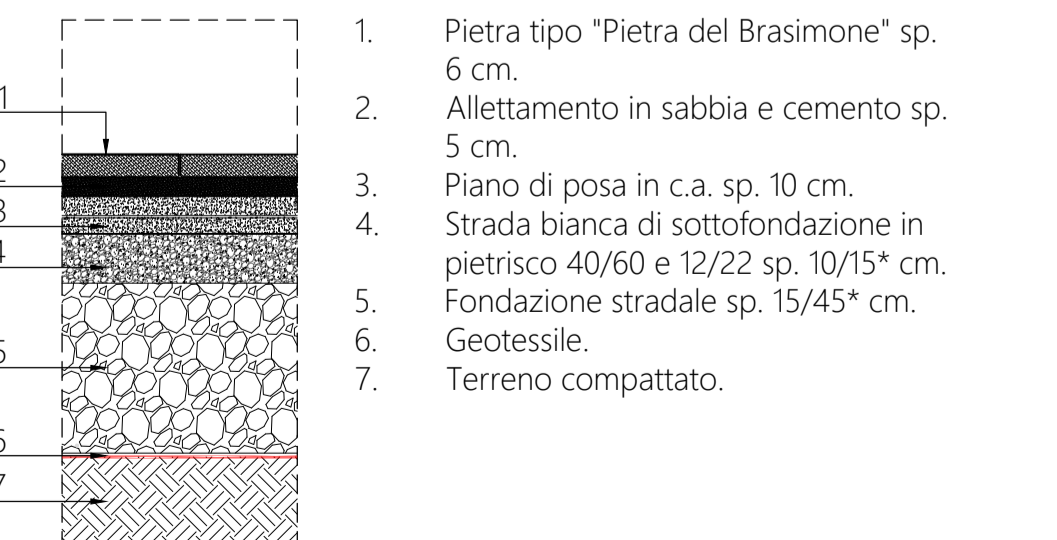 1
2
3
4
5
6
7
1. Pietra tipo "Pietra del Brasimone" sp.
6 cm.
2. Allettamento in sabbia e cemento sp.
5 cm.
3. Piano di posa in c.a. sp. 10 cm.
4. Strada bianca di sottofondazione in
pietrisco 40/60 e 12/22 sp. 10/15* cm.
5. Fondazione stradale sp. 15/45* cm.
6. Geotessile.
7. Terreno compattato.